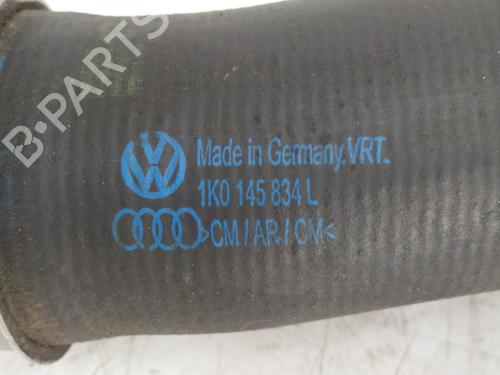 B-PARTS
Made in Germany.VRT.
1K0 145 834 L
>CM/AR/CM<